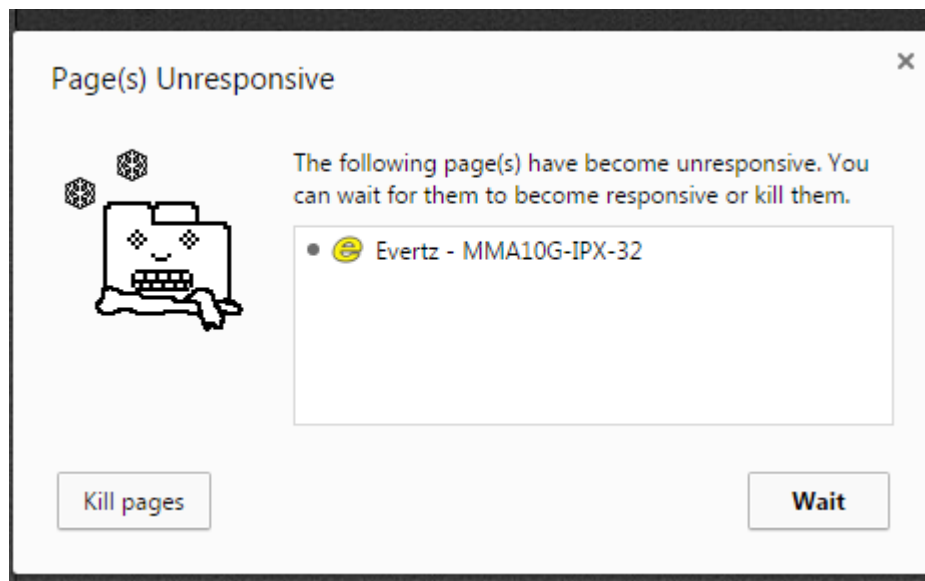 Page(s) Unresponsive
The following page(s) have become unresponsive. You
can wait for them to become responsive or kill them.
Evertz - MMA10G-IPX-32
Kill pages
Wait